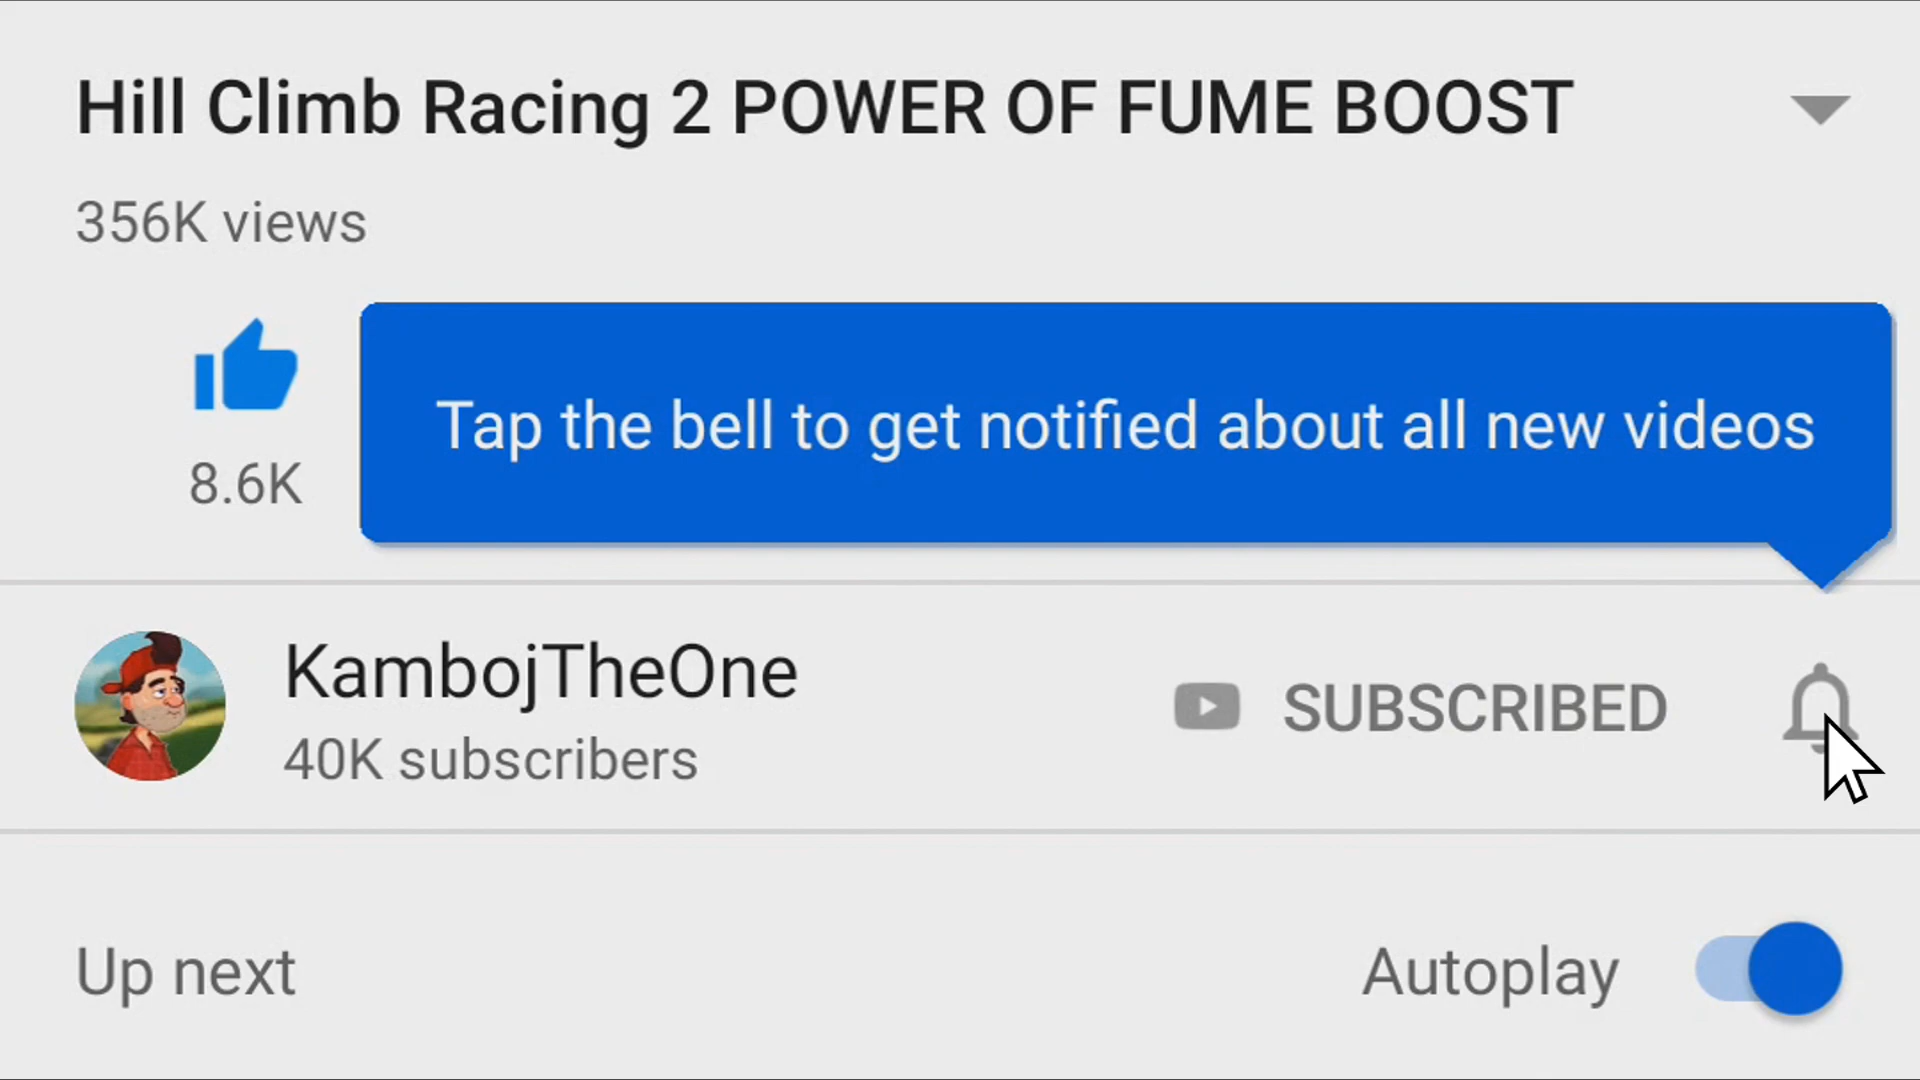 Hill Climb Racing 2 POWER OF FUME BOOST
356K views
Tap the bell to get notified about all new videos
8.6K
KambojTheOne
40K subscribers
SUBSCRIBED
Up next
Autoplay